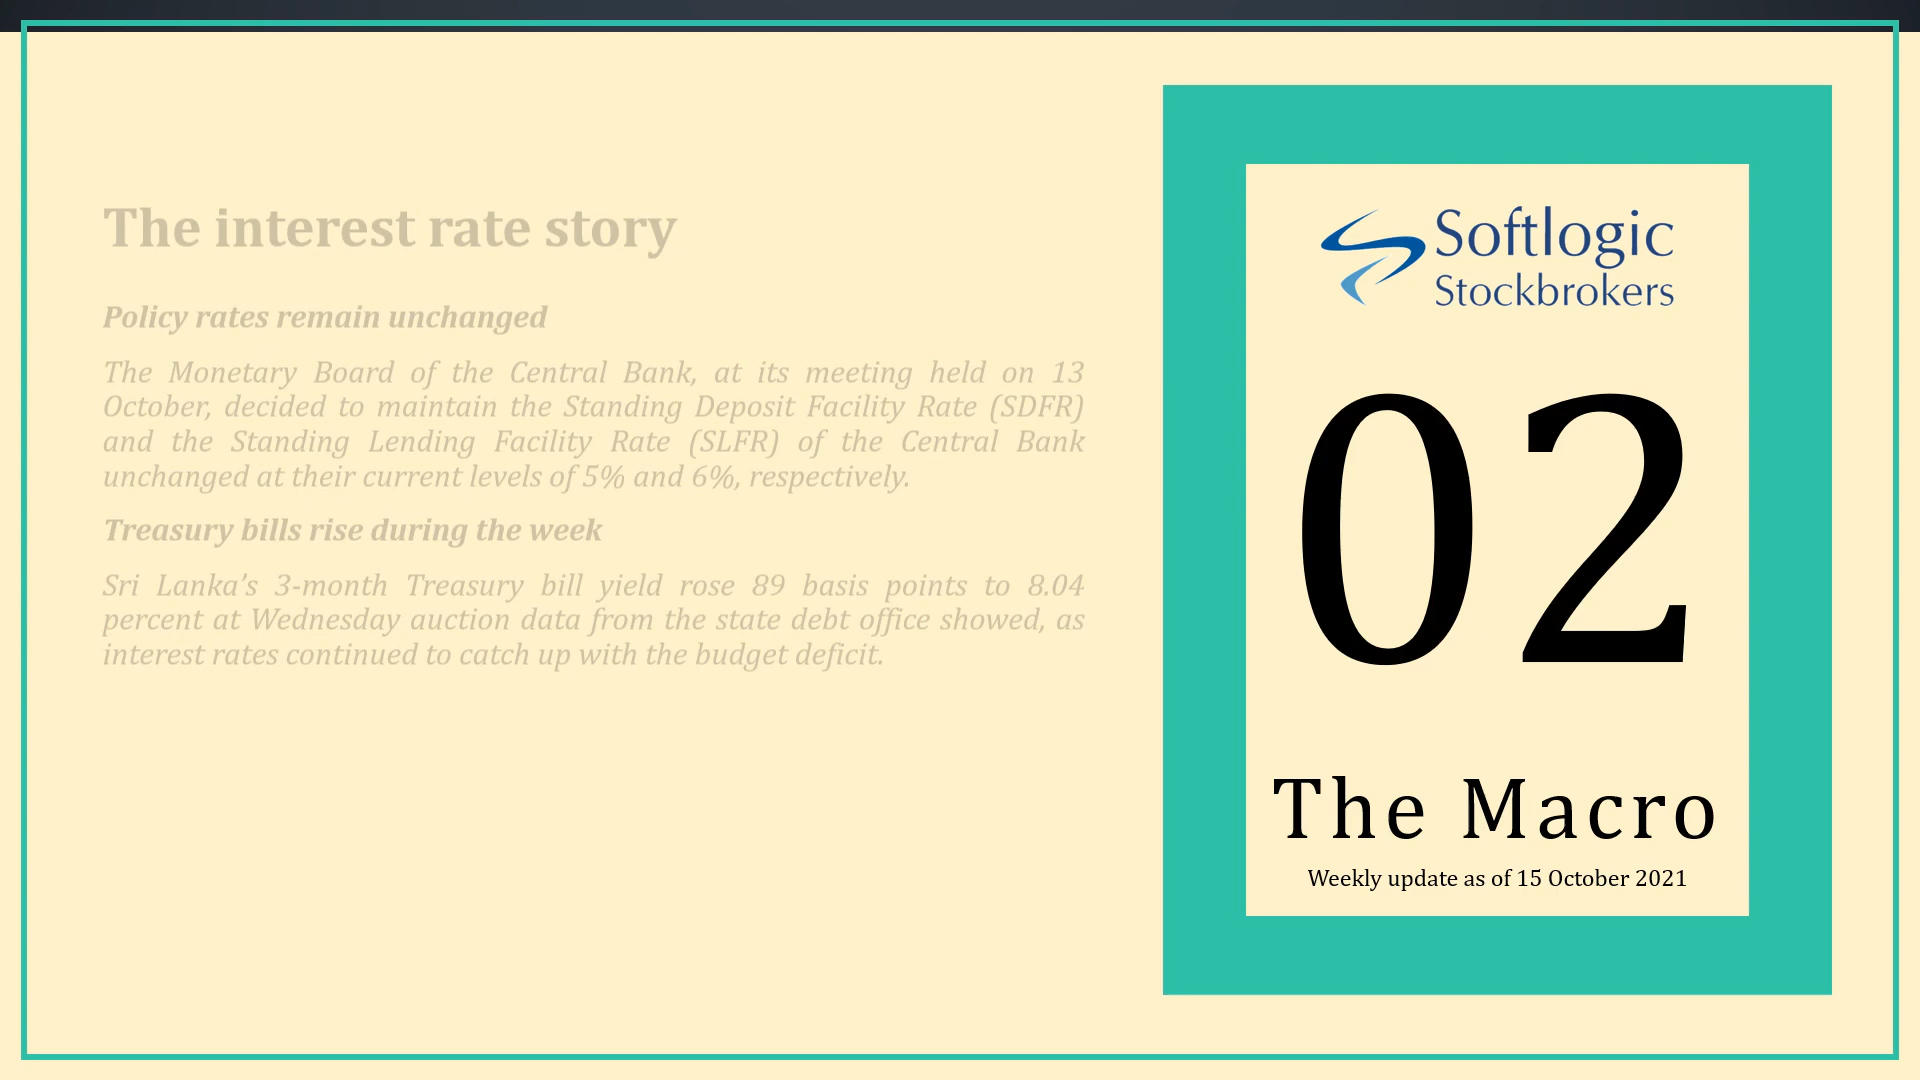 The interest rate story
Policy rates remain unchanged
The Monetary Board of the Central Bank, at its meeting held on 13
October, decided to maintain the Standing Deposit Facility Rate (SDFR)
and the Standing Lending Facility Rate (SLFR) of the Central Bank
unchanged at their current levels of 5% and 6%, respectively.
Treasury bills rise during the week
Sri Lanka’s 3-month Treasury bill yield rose 89 basis points to 8.04
percent at Wednesday auction data from the state debt office showed, as
interest rates continued to catch up with the budget deficit.
Softlogic
Stockbrokers
02
The Macro
Weekly update as of 15 October 2021